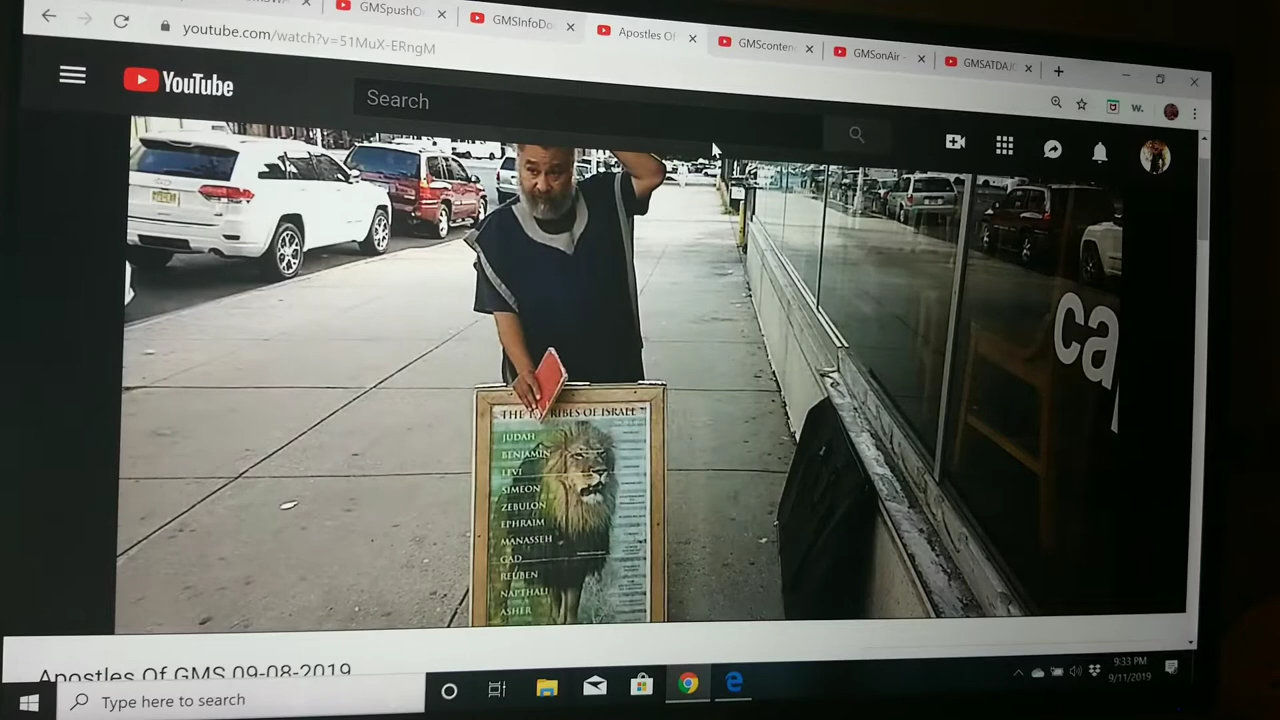 GMSpushO
GMSInfoDo
Apostles Of
GMSconten
GMSonAir -
GMSATDAJC
youtube.com/watch?v=51MuX-ERngM
W.
YouTube
Search
ca
THE 12 TRIBES OF ISRAEL
JUDAH
BENJAMIN
LEVI
SIMEON
ZEBULON
EPHRAIM
MANASSEH
GAD
REUBEN
NAPTHALI
ASHER
Apostles Of GMS 09-08-2019
Type here to search
9:33 PM
9/11/2019